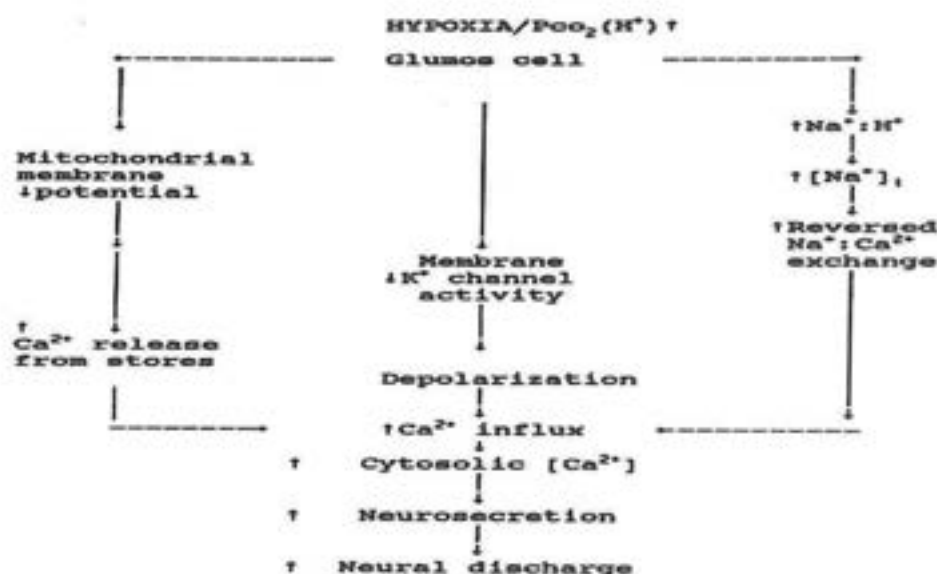 HYPOXIA/Pco₂(H⁺)↑
Glumos cell
Mitochondrial
membrane
↓potential
↑
Ca²⁺ release
from stores
Membrane
↓K⁺ channel
activity
Depolarization
↑Ca²⁺ influx
↑ Cytosolic [Ca²⁺]
↑ Neurosecretion
↑ Neural discharge
↑Na⁺:H⁺
↑[Na⁺]ᵢ
↑Reversed
Na⁺:Ca²⁺
exchange